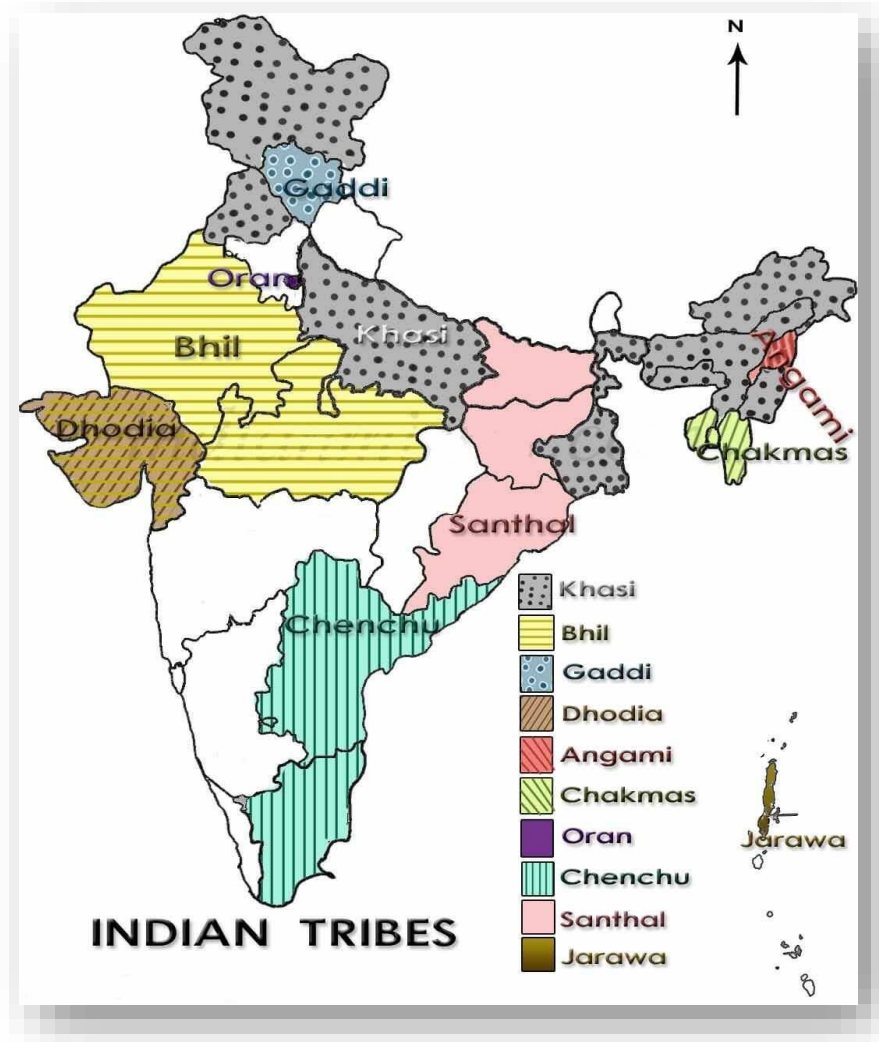 N
Gaddi
Oran
Bhil
Khasi
Angami
Dhodia
Chakmas
Santhal
Chenchu
Khasi
Bhil
Gaddi
Dhodia
Angami
Chakmas
Oran
Chenchu
Santhal
Jarawa
Jarawa
INDIAN TRIBES